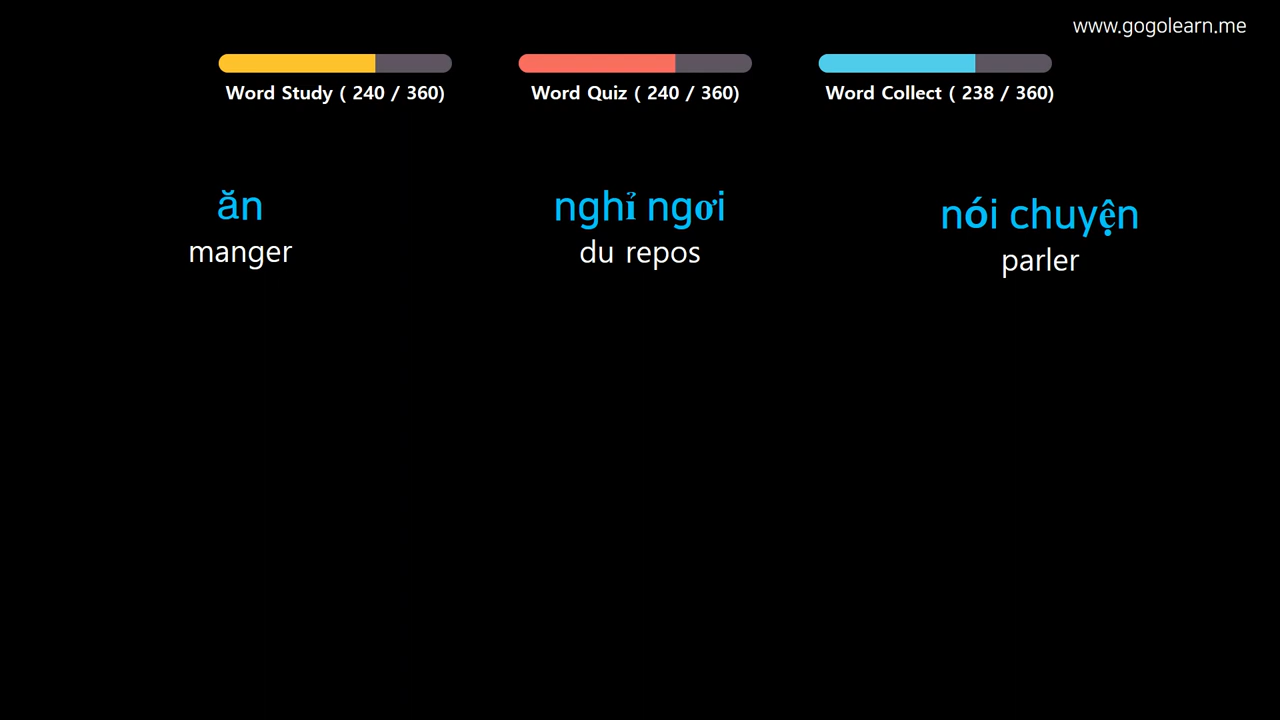 www.gogolearn.me
Word Study ( 240 / 360)
Word Quiz ( 240 / 360)
Word Collect ( 238 / 360)
ăn
manger
nghỉ ngơi
du repos
nói chuyện
parler